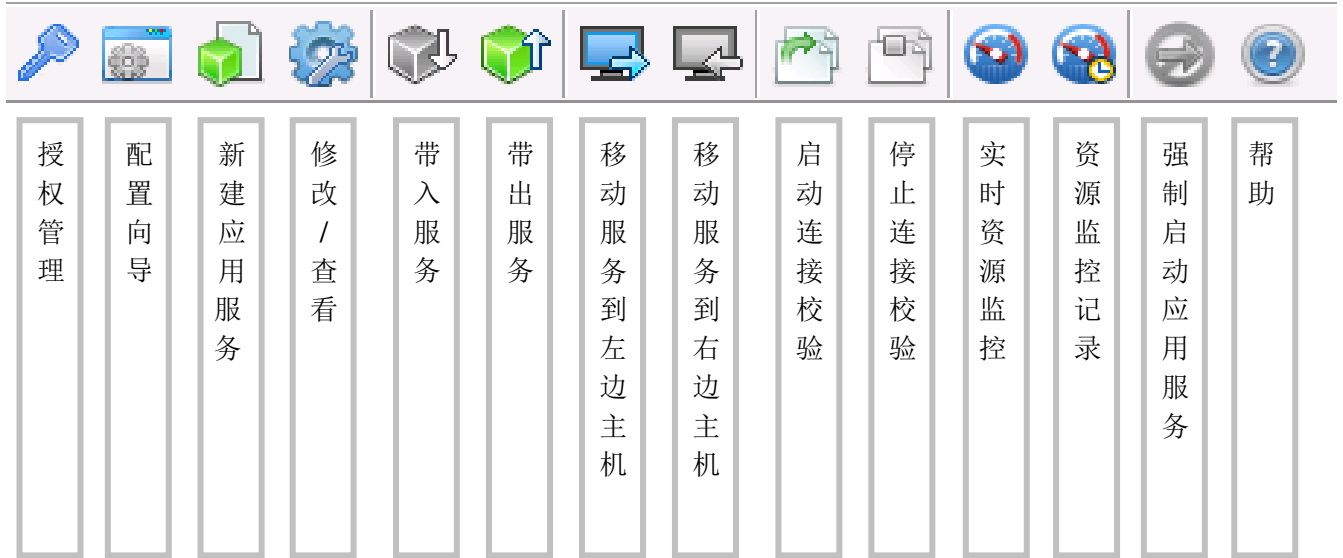 授权管理
配置向导
新建应用服务
修改/查看
带入服务
带出服务
移动服务到左边主机
移动服务到右边主机
启动连接校验
停止连接校验
实时资源监控
资源监控记录
强制启动应用服务
帮助